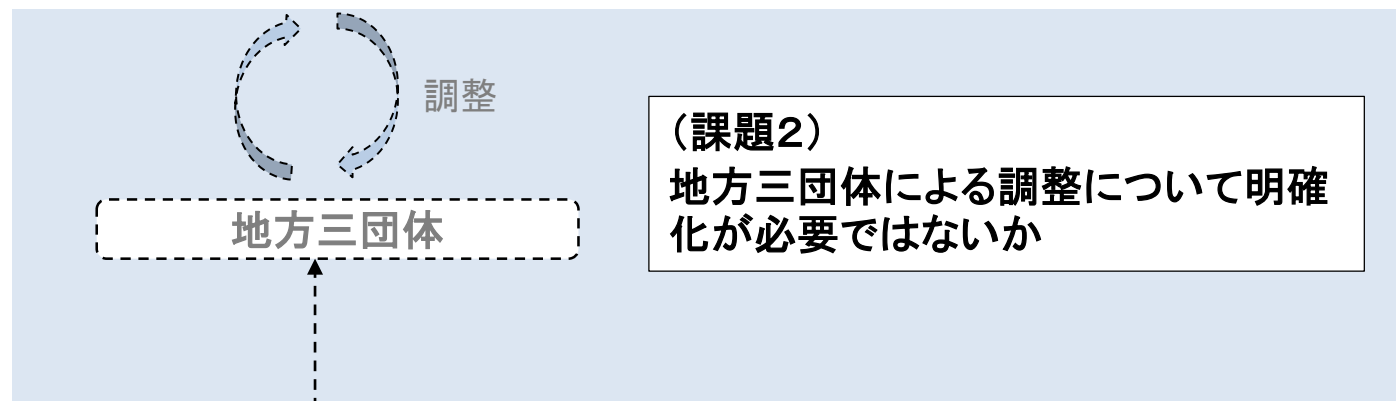 調整
（課題２）
地方三団体による調整について明確
化が必要ではないか
地方三団体